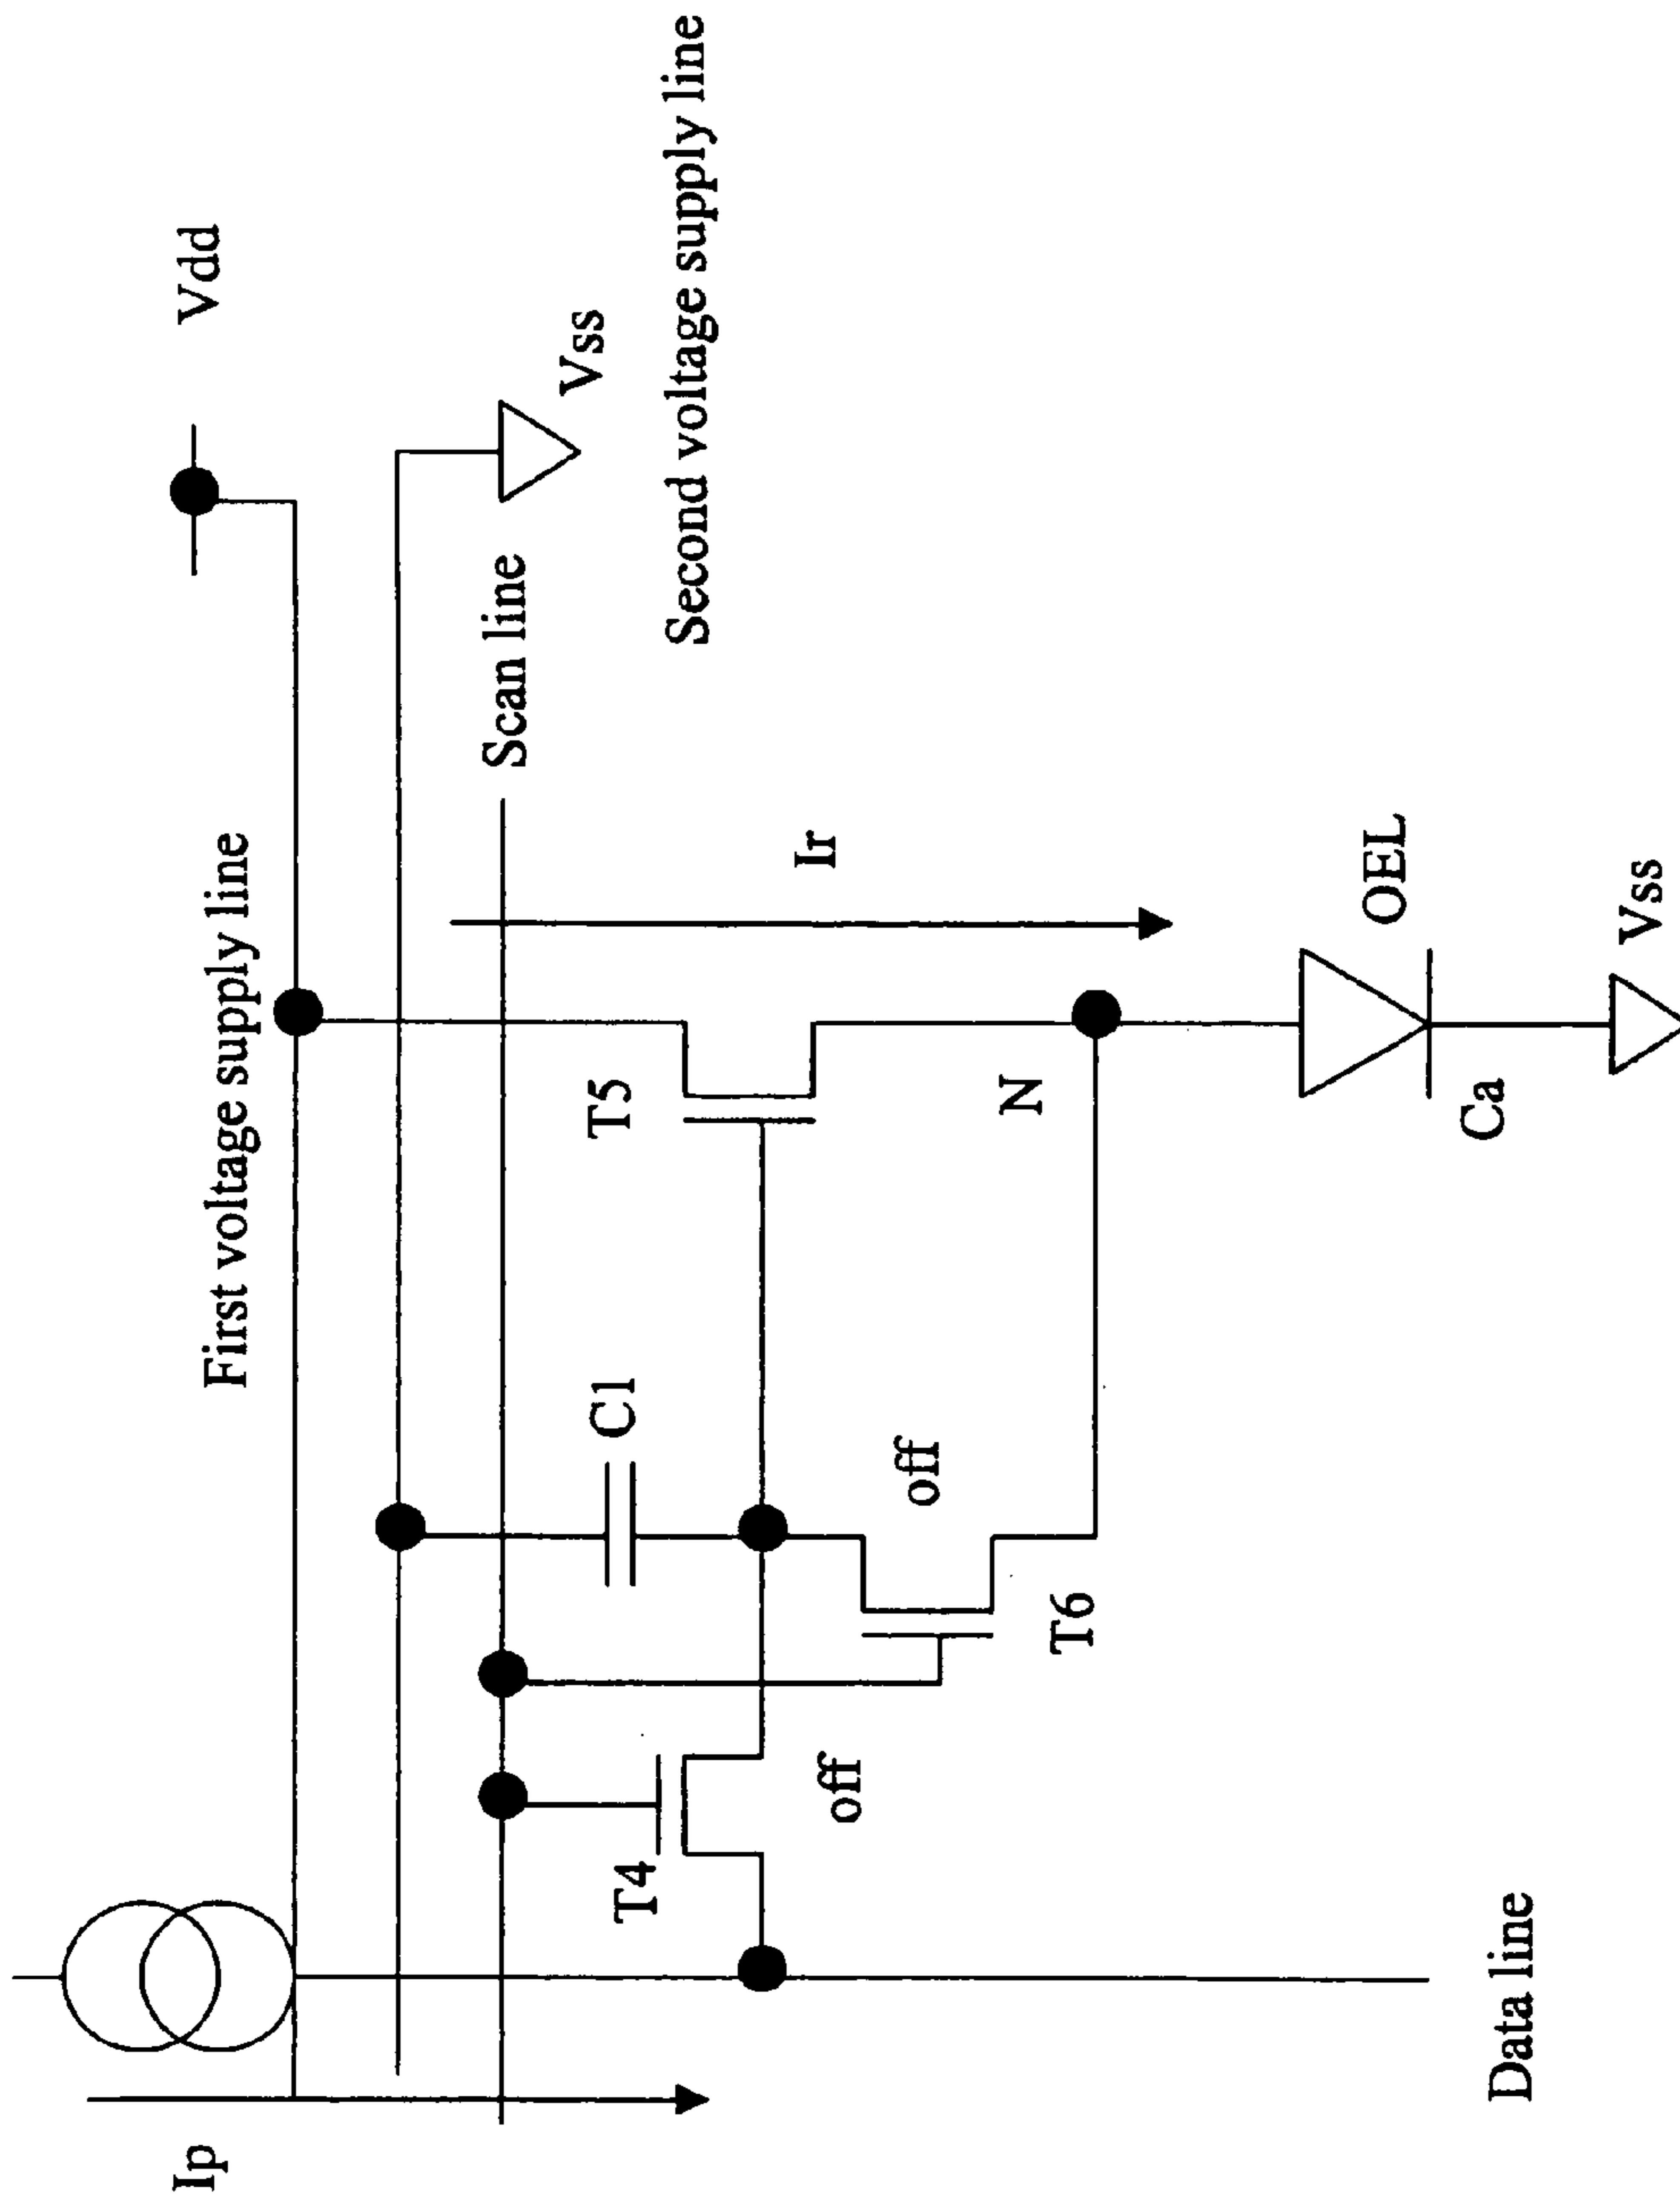 Vdd
First voltage supply line
Vss
Scan line
Second voltage supply line
Ip
T4
off
C1
T5
Ir
off
T6
N
OEL
Ca
Vss
Data line